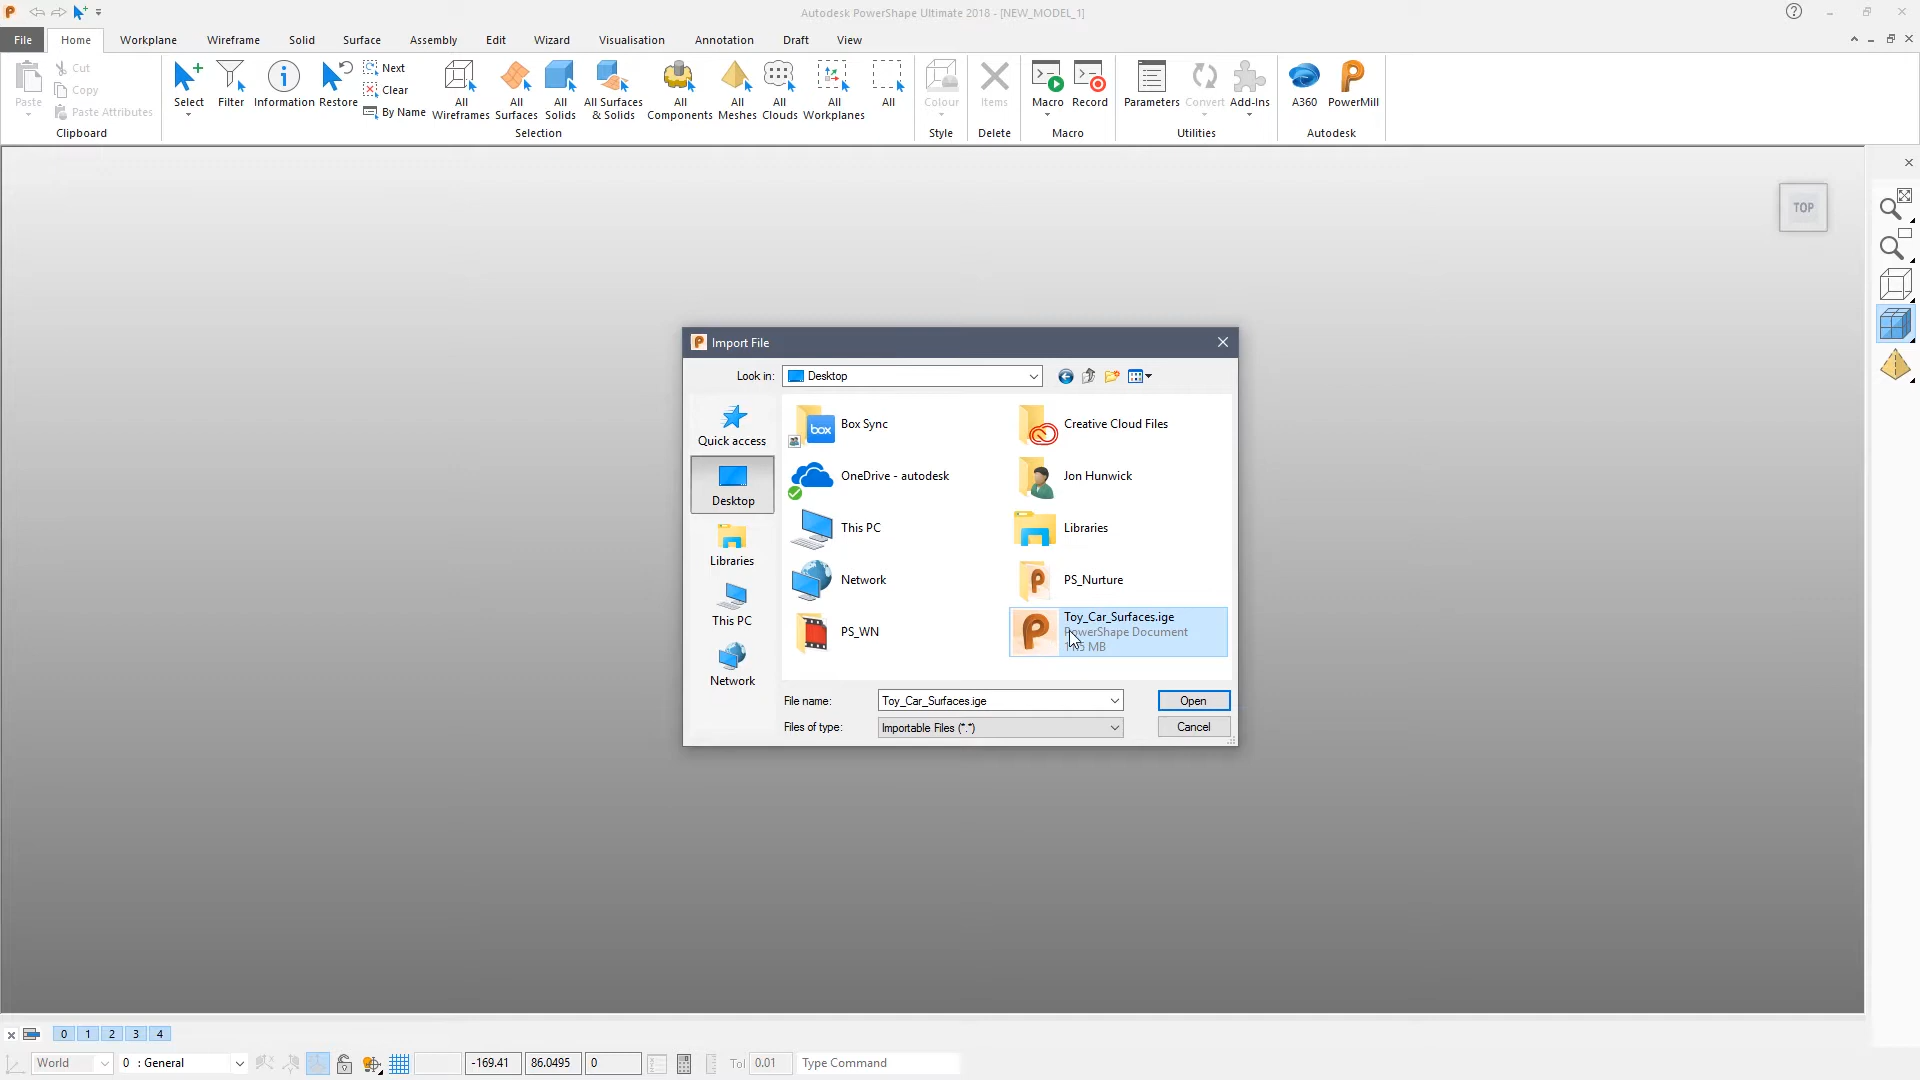 Autodesk PowerShape Ultimate 2018 - [NEW_MODEL_1]
File Home Workplane Wireframe Solid Surface Assembly Edit Wizard Visualisation Annotation Draft View
Paste
Cut
Copy
Paste Attributes
Clipboard
Select
Filter
Information
Restore
Next
Clear
By Name
All Wireframes
All Surfaces
All Solids
All Surfaces & Solids
All Components
All Meshes
All Clouds
All Workplanes
All
Selection
Colour
Style
Items
Delete
Macro
Record
Macro
Parameters
Convert
Add-Ins
Utilities
A360
PowerMill
Autodesk
TOP
Import File
Look in: Desktop
Quick access
Desktop
Libraries
This PC
Network
box
Box Sync
Creative Cloud Files
OneDrive - autodesk
Jon Hunwick
This PC
Libraries
Network
PS_Nurture
PS_WN
Toy_Car_Surfaces.ige
PowerShape Document
MB
File name: Toy_Car_Surfaces.ige Open
Files of type: Importable Files (*.*) Cancel
0 1 2 3 4
World 0 : General -169.41 86.0495 0 Tol 0.01 Type Command